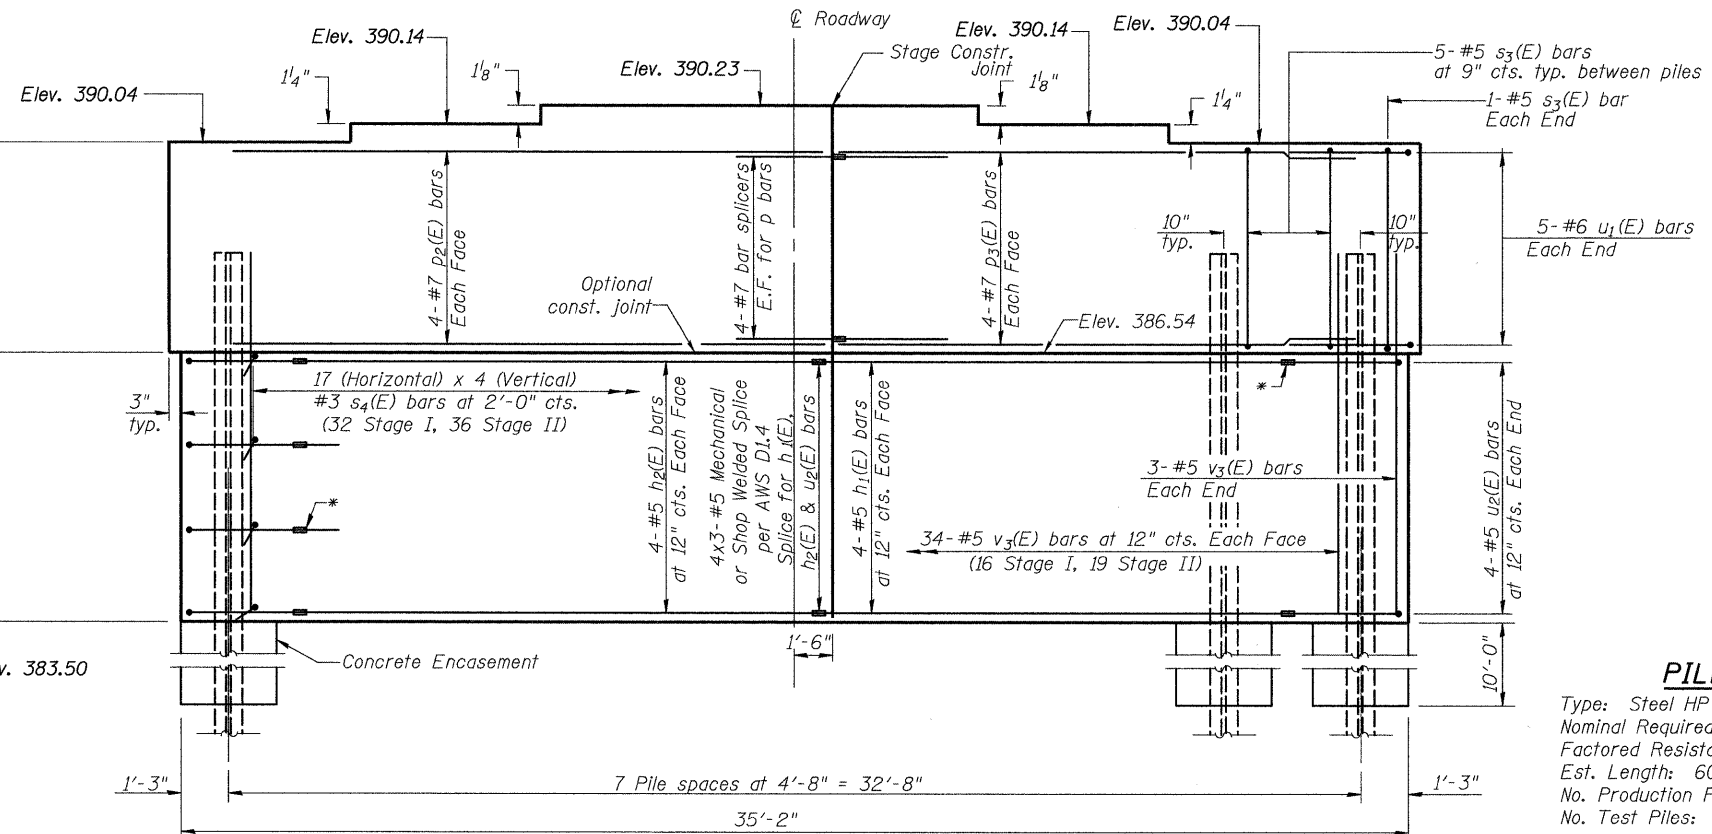 ℄ Roadway
Elev. 390.14
Elev. 390.14
Elev. 390.04
Stage Constr.
Joint
5-#5 s3(E) bars
at 9" cts. typ. between piles
1¼"
1⅛"
Elev. 390.23
1⅛"
1¼"
Elev. 390.04
1-#5 s3(E) bar
Each End
4-#7 p2(E) bars
Each Face
4-#7 bar splicers
E.F. for p bars
4-#7 p3(E) bars
Each Face
10"
typ.
10"
typ.
5-#6 u1(E) bars
Each End
Optional
const. joint
Elev. 386.54
17 (Horizontal) x 4 (Vertical)
#3 s4(E) bars at 2'-0" cts.
(32 Stage I, 36 Stage II)
*
3"
typ.
4-#5 h2(E) bars
at 12" cts. Each Face
4x3-#5 Mechanical
or Shop Welded Splice
per AWS D1.4
Splice for h1(E),
h2(E) & u2(E) bars
4-#5 h1(E) bars
at 12" cts. Each Face
3-#5 v3(E) bars
Each End
4-#5 u2(E) bars
at 12" cts. Each End
*
34-#5 v3(E) bars at 12" cts. Each Face
(16 Stage I, 19 Stage II)
1'-6"
Concrete Encasement
v. 383.50
10'-0"
PIL
Type: Steel HP
Nominal Required
Factored Resista
Est. Length: 60
No. Production P
No. Test Piles:
1'-3"
7 Pile spaces at 4'-8" = 32'-8"
1'-3"
35'-2"